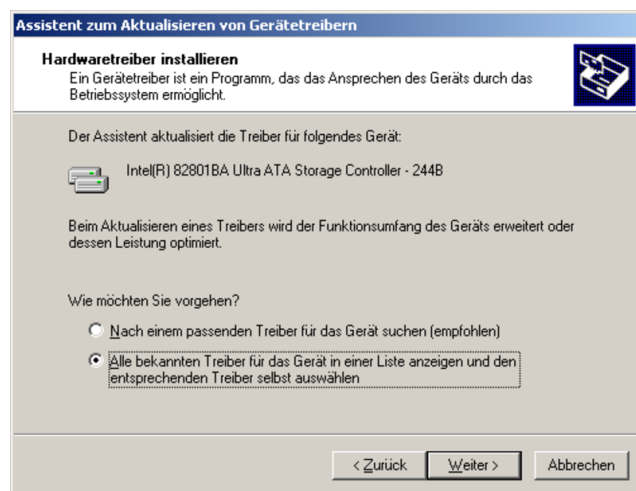 Assistent zum Aktualisieren von Gerätetreibern
Hardwaretreiber installieren
Ein Gerätetreiber ist ein Programm, das das Ansprechen des Geräts durch das
Betriebssystem ermöglicht.
Der Assistent aktualisiert die Treiber für folgendes Gerät:
Intel(R) 82801BA Ultra ATA Storage Controller - 244B
Beim Aktualisieren eines Treibers wird der Funktionsumfang des Geräts erweitert oder
dessen Leistung optimiert.
Wie möchten Sie vorgehen?
Nach einem passenden Treiber für das Gerät suchen (empfohlen)
Alle bekannten Treiber für das Gerät in einer Liste anzeigen und den
entsprechenden Treiber selbst auswählen
< Zurück Weiter > Abbrechen